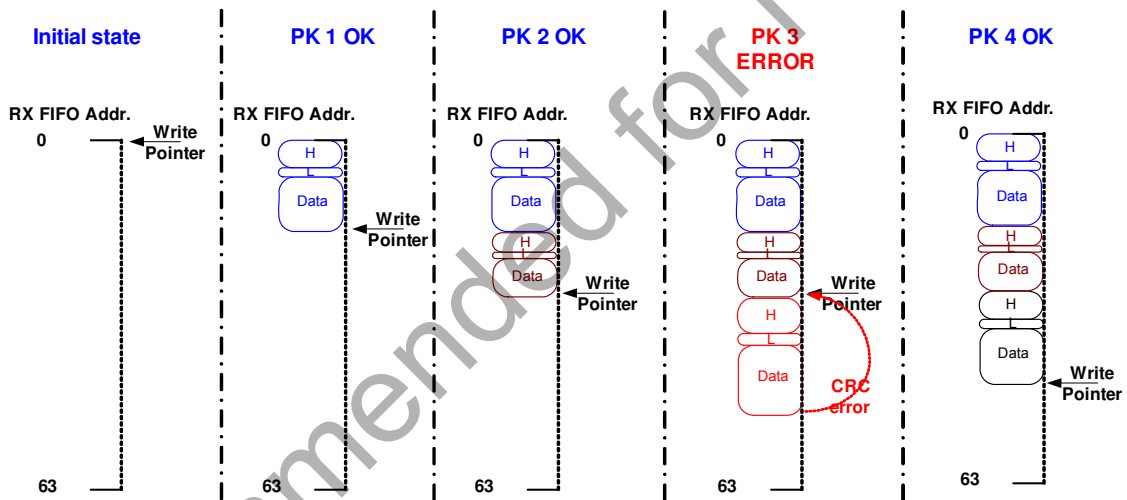 Initial state
RX FIFO Addr.
0
Write
Pointer
63
PK 1 OK
RX FIFO Addr.
0
H
L
Data
Write
Pointer
63
PK 2 OK
RX FIFO Addr.
0
H
L
Data
H
L
Data
Write
Pointer
63
PK 3
ERROR
RX FIFO Addr.
0
H
L
Data
H
L
Data
Write
Pointer
H
L
Data
CRC
error
63
PK 4 OK
RX FIFO Addr.
0
H
L
Data
H
L
Data
H
L
Data
Write
Pointer
63
mmended for